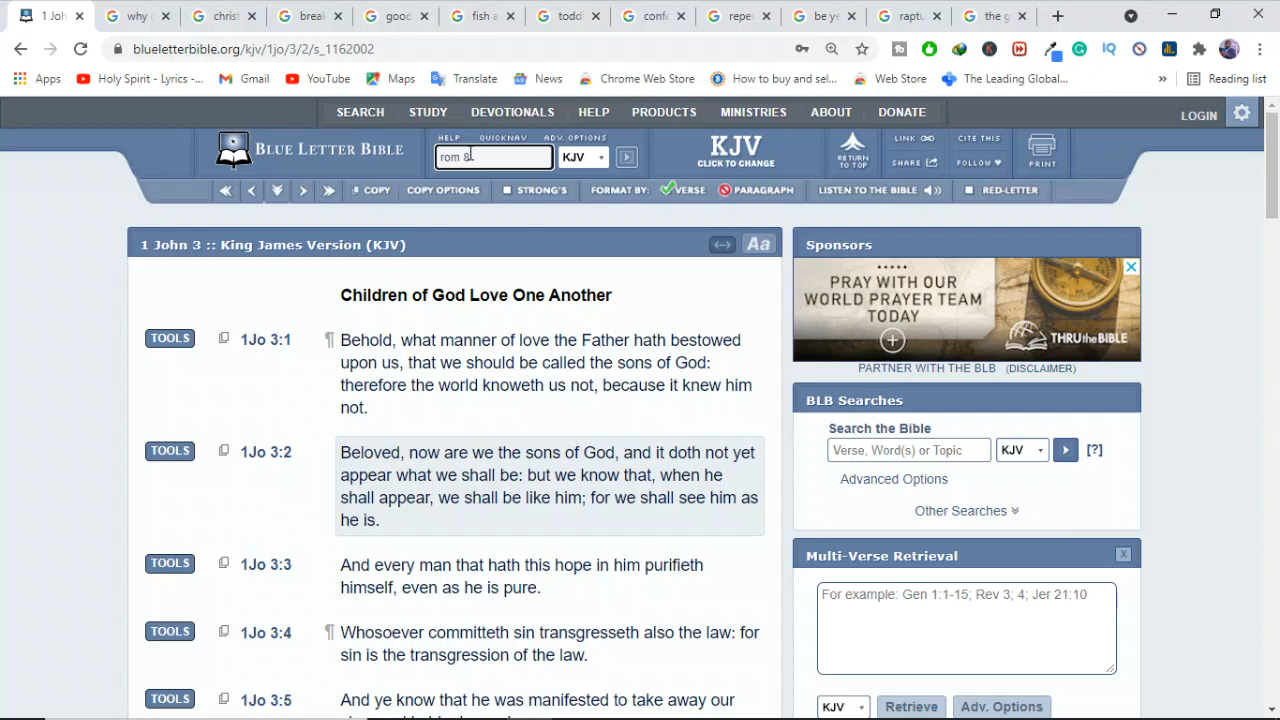 1 Joh
why c
christ
break
good
fish a
toddl
confe
repe
be ye
raptu
the g
blueletterbible.org/kjv/1jo/3/2/s_1162002
Apps
Holy Spirit - Lyrics -...
Gmail
YouTube
Maps
Translate
News
Chrome Web Store
How to buy and sel...
Web Store
The Leading Global...
»
Reading list
SEARCH STUDY DEVOTIONALS HELP PRODUCTS MINISTRIES ABOUT DONATE
LOGIN
HELP QUICKNAV ADV. OPTIONS
BLUE LETTER BIBLE
rom 8
KJV
KJV
CLICK TO CHANGE
RETURN
TO TOP
LINK
CITE THIS
SHARE
FOLLOW
PRINT
COPY COPY OPTIONS STRONG'S FORMAT BY: VERSE PARAGRAPH LISTEN TO THE BIBLE RED-LETTER
1 John 3 :: King James Version (KJV)
Aa
Children of God Love One Another
TOOLS 1Jo 3:1 ¶ Behold, what manner of love the Father hath bestowed
upon us, that we should be called the sons of God:
therefore the world knoweth us not, because it knew him
not.
TOOLS 1Jo 3:2 Beloved, now are we the sons of God, and it doth not yet
appear what we shall be: but we know that, when he
shall appear, we shall be like him; for we shall see him as
he is.
TOOLS 1Jo 3:3 And every man that hath this hope in him purifieth
himself, even as he is pure.
TOOLS 1Jo 3:4 ¶ Whosoever committeth sin transgresseth also the law: for
sin is the transgression of the law.
TOOLS 1Jo 3:5 And ye know that he was manifested to take away our
Sponsors
PRAY WITH OUR
WORLD PRAYER TEAM
TODAY
THRU the BIBLE
PARTNER WITH THE BLB (DISCLAIMER)
BLB Searches
Search the Bible
Verse, Word(s) or Topic
KJV
[?]
Advanced Options
Other Searches
Multi-Verse Retrieval
X
For example: Gen 1:1-15; Rev 3; 4; Jer 21:10
KJV
Retrieve
Adv. Options